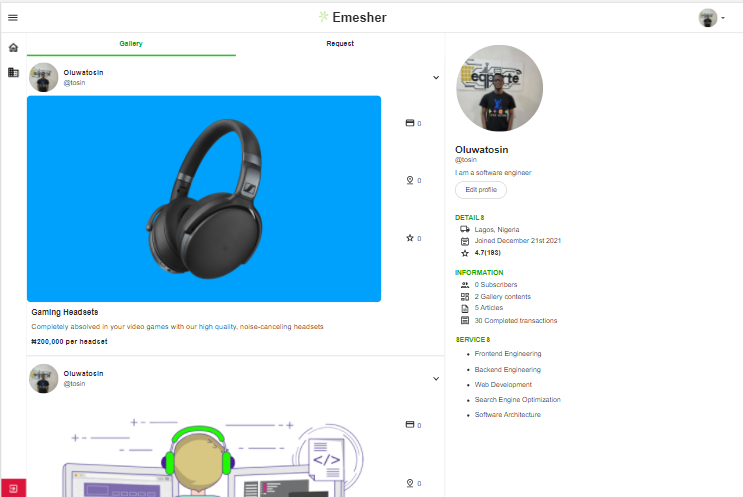 Emesher
Gallery
Request
Oluwatosin
@tosin
0
0
0
Gaming Headsets
Completely absolved in your video games with our high quality, noise-canceling headsets
₦200,000 per headset
Oluwatosin
@tosin
0
0
</>
Oluwatosin
@tosin
I am a software engineer
Edit profile
DETAILS
Lagos, Nigeria
Joined December 21st 2021
4.7(193)
INFORMATION
0 Subscribers
2 Gallery contents
5 Articles
30 Completed transactions
SERVICES
Frontend Engineering
Backend Engineering
Web Development
Search Engine Optimization
Software Architecture